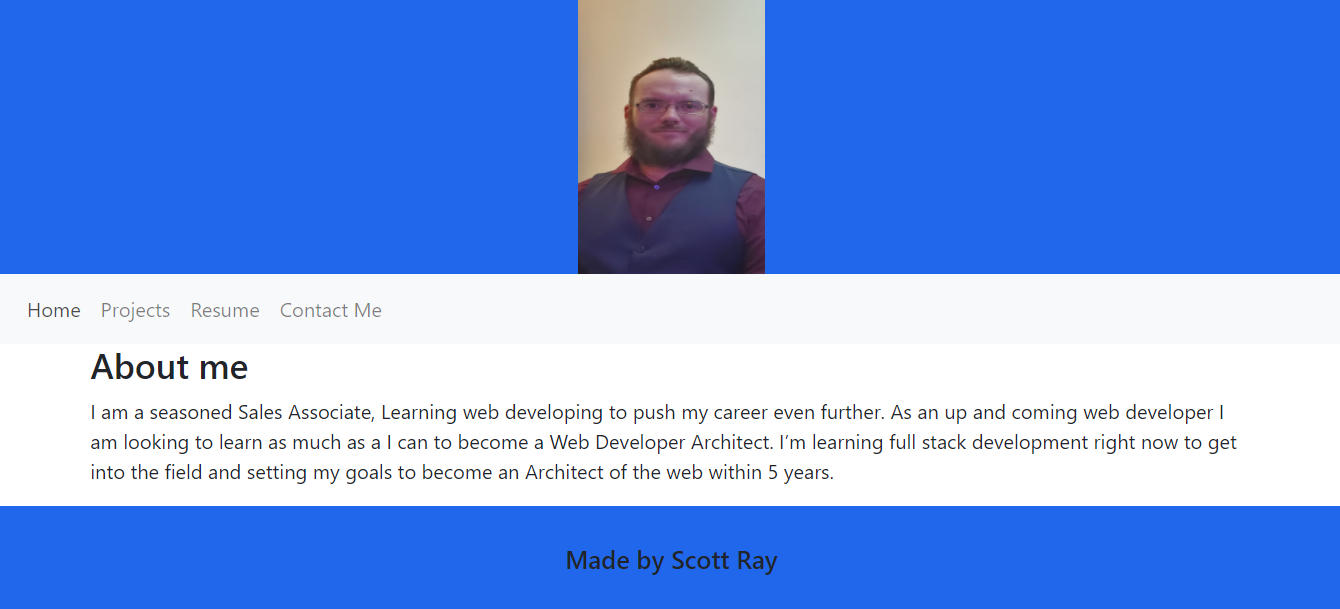 Home Projects Resume Contact Me
About me
I am a seasoned Sales Associate, Learning web developing to push my career even further. As an up and coming web developer I
am looking to learn as much as a I can to become a Web Developer Architect. I’m learning full stack development right now to get
into the field and setting my goals to become an Architect of the web within 5 years.
Made by Scott Ray